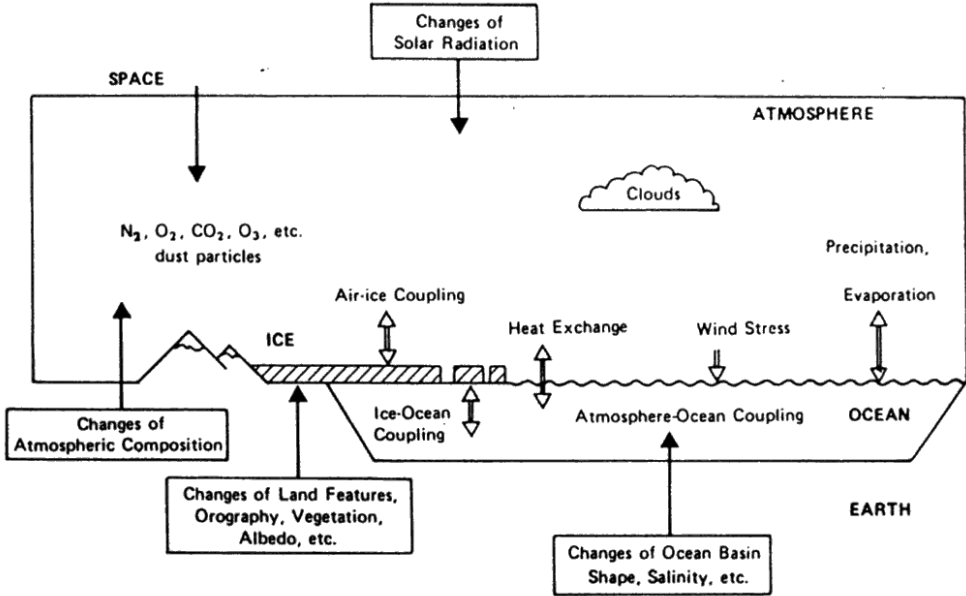 Changes of
Solar Radiation
SPACE
ATMOSPHERE
Clouds
N₂, O₂, CO₂, O₃, etc.
dust particles
Precipitation,
Evaporation
Air-ice Coupling
ICE
Heat Exchange
Wind Stress
Changes of
Atmospheric Composition
Ice-Ocean
Coupling
Atmosphere-Ocean Coupling
OCEAN
Changes of Land Features,
Orography, Vegetation,
Albedo, etc.
EARTH
Changes of Ocean Basin
Shape, Salinity, etc.